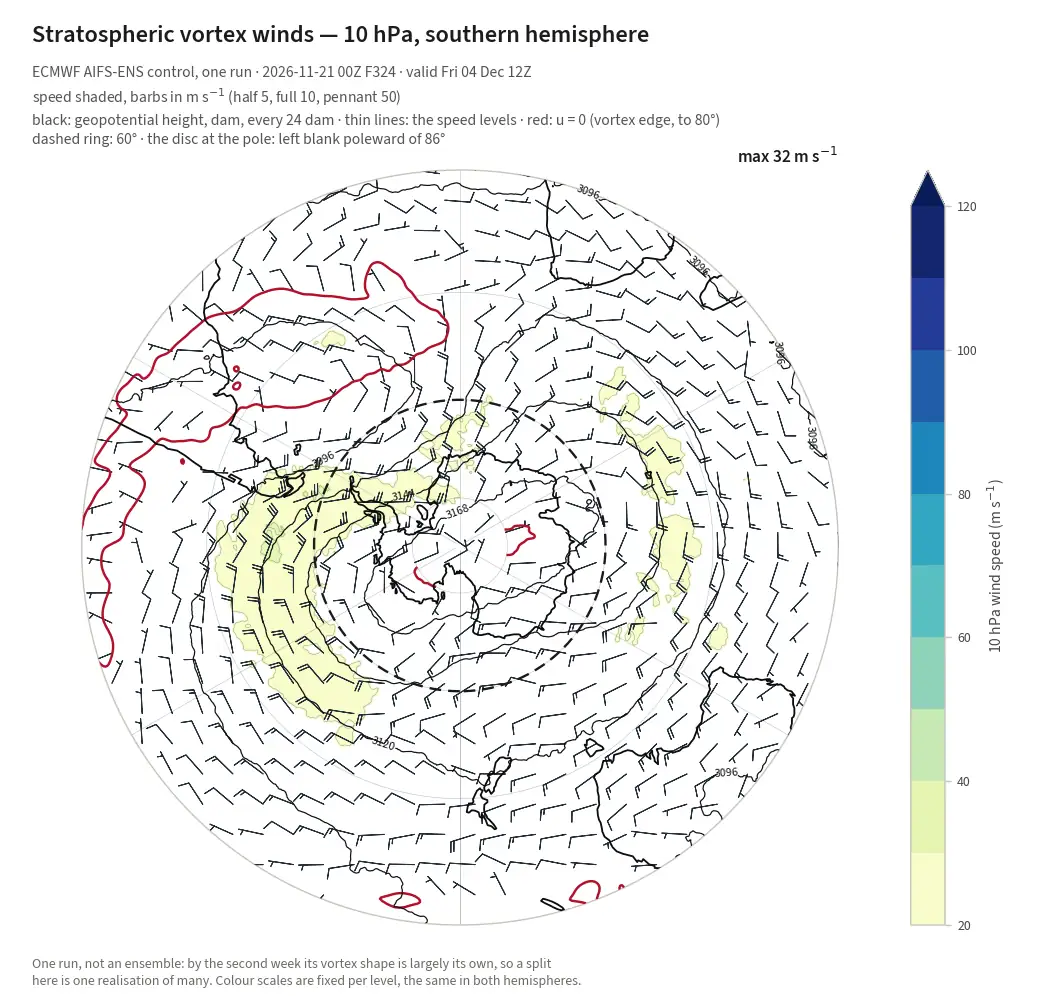 Stratospheric vortex winds — 10 hPa, southern hemisphere
ECMWF AIFS-ENS control, one run · 2026-11-21 00Z F324 · valid Fri 04 Dec 12Z
speed shaded, barbs in m s⁻¹ (half 5, full 10, pennant 50)
black: geopotential height, dam, every 24 dam · thin lines: the speed levels · red: u = 0 (vortex edge, to 80°)
dashed ring: 60° · the disc at the pole: left blank poleward of 86°
max 32 m s⁻¹
3096
3096
3096
3096
3096
3168
3120
3096
120
100
80
60
40
20
10 hPa wind speed (m s⁻¹)
One run, not an ensemble: by the second week its vortex shape is largely its own, so a split
here is one realisation of many. Colour scales are fixed per level, the same in both hemispheres.